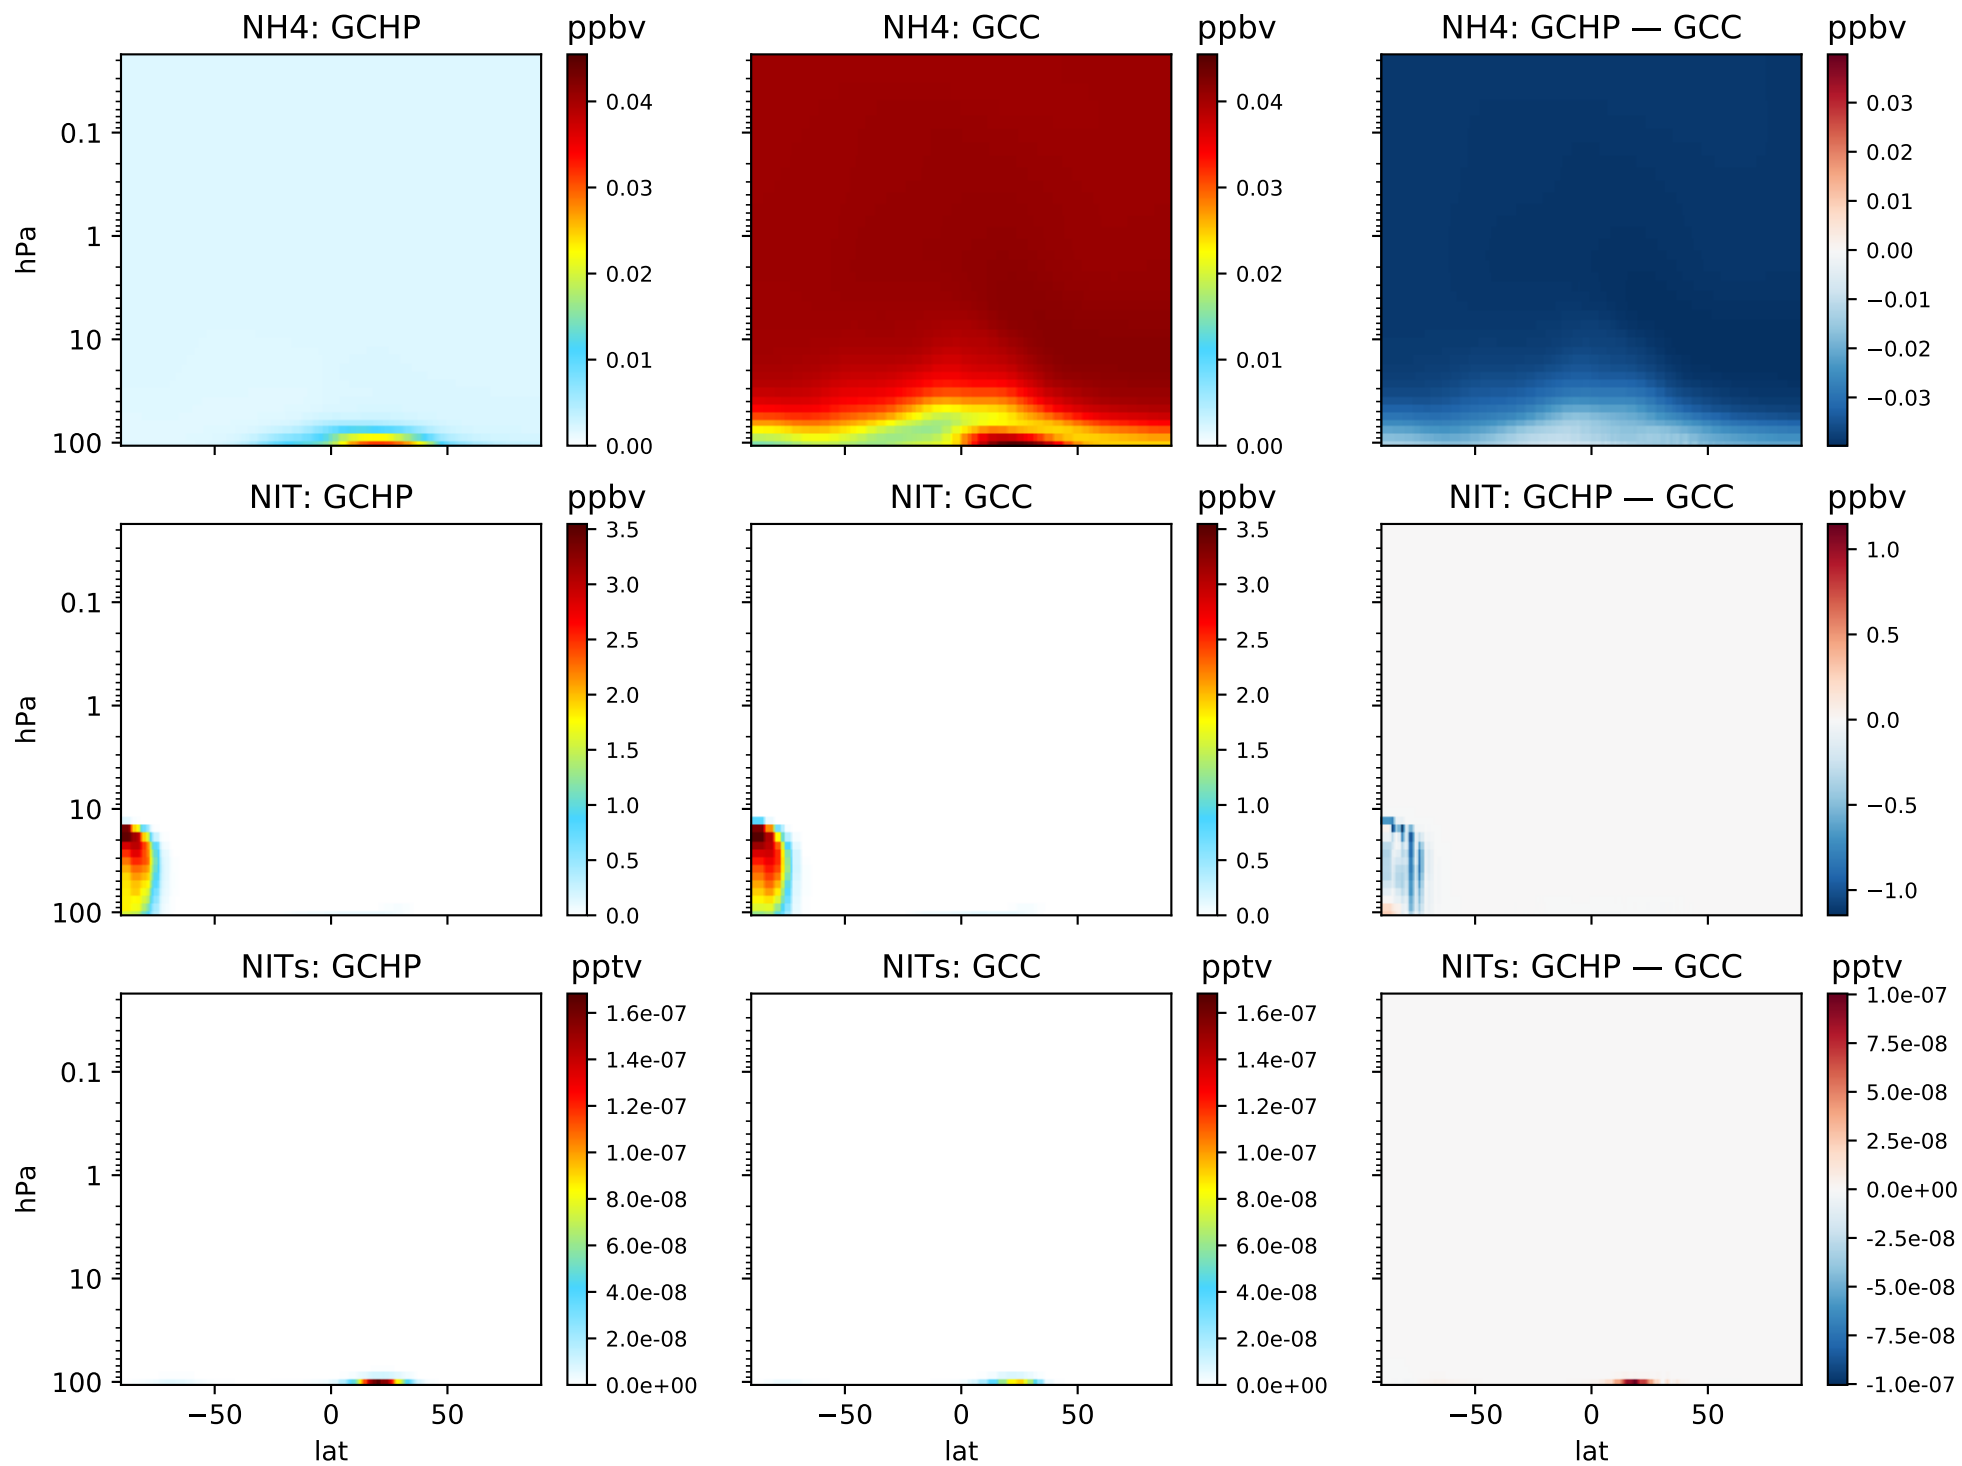 NH4: GCHP ppbv NH4: GCC ppbv NH4: GCHP — GCC ppbv
0.04 0.04 0.03
0.1
0.03 0.03 0.02
0.01
hPa
1 0.00
0.02 0.02
−0.01
10
0.01 0.01 −0.02
−0.03
100 0.00 0.00
NIT: GCHP ppbv NIT: GCC ppbv NIT: GCHP — GCC ppbv
3.5 3.5
1.0
3.0 3.0
0.1
2.5 2.5 0.5
hPa
1 2.0 2.0 0.0
1.5 1.5
10 1.0 1.0 −0.5
0.5 0.5
−1.0
100 0.0 0.0
NITs: GCHP pptv NITs: GCC pptv NITs: GCHP — GCC pptv
1.0e-07
1.6e-07 1.6e-07
7.5e-08
0.1 1.4e-07 1.4e-07
5.0e-08
1.2e-07 1.2e-07
2.5e-08
1.0e-07 1.0e-07
hPa
1 0.0e+00
8.0e-08 8.0e-08
-2.5e-08
6.0e-08 6.0e-08
10 -5.0e-08
4.0e-08 4.0e-08
-7.5e-08
2.0e-08 2.0e-08
100 0.0e+00 0.0e+00 -1.0e-07
−50 0 50 −50 0 50 −50 0 50
lat lat lat